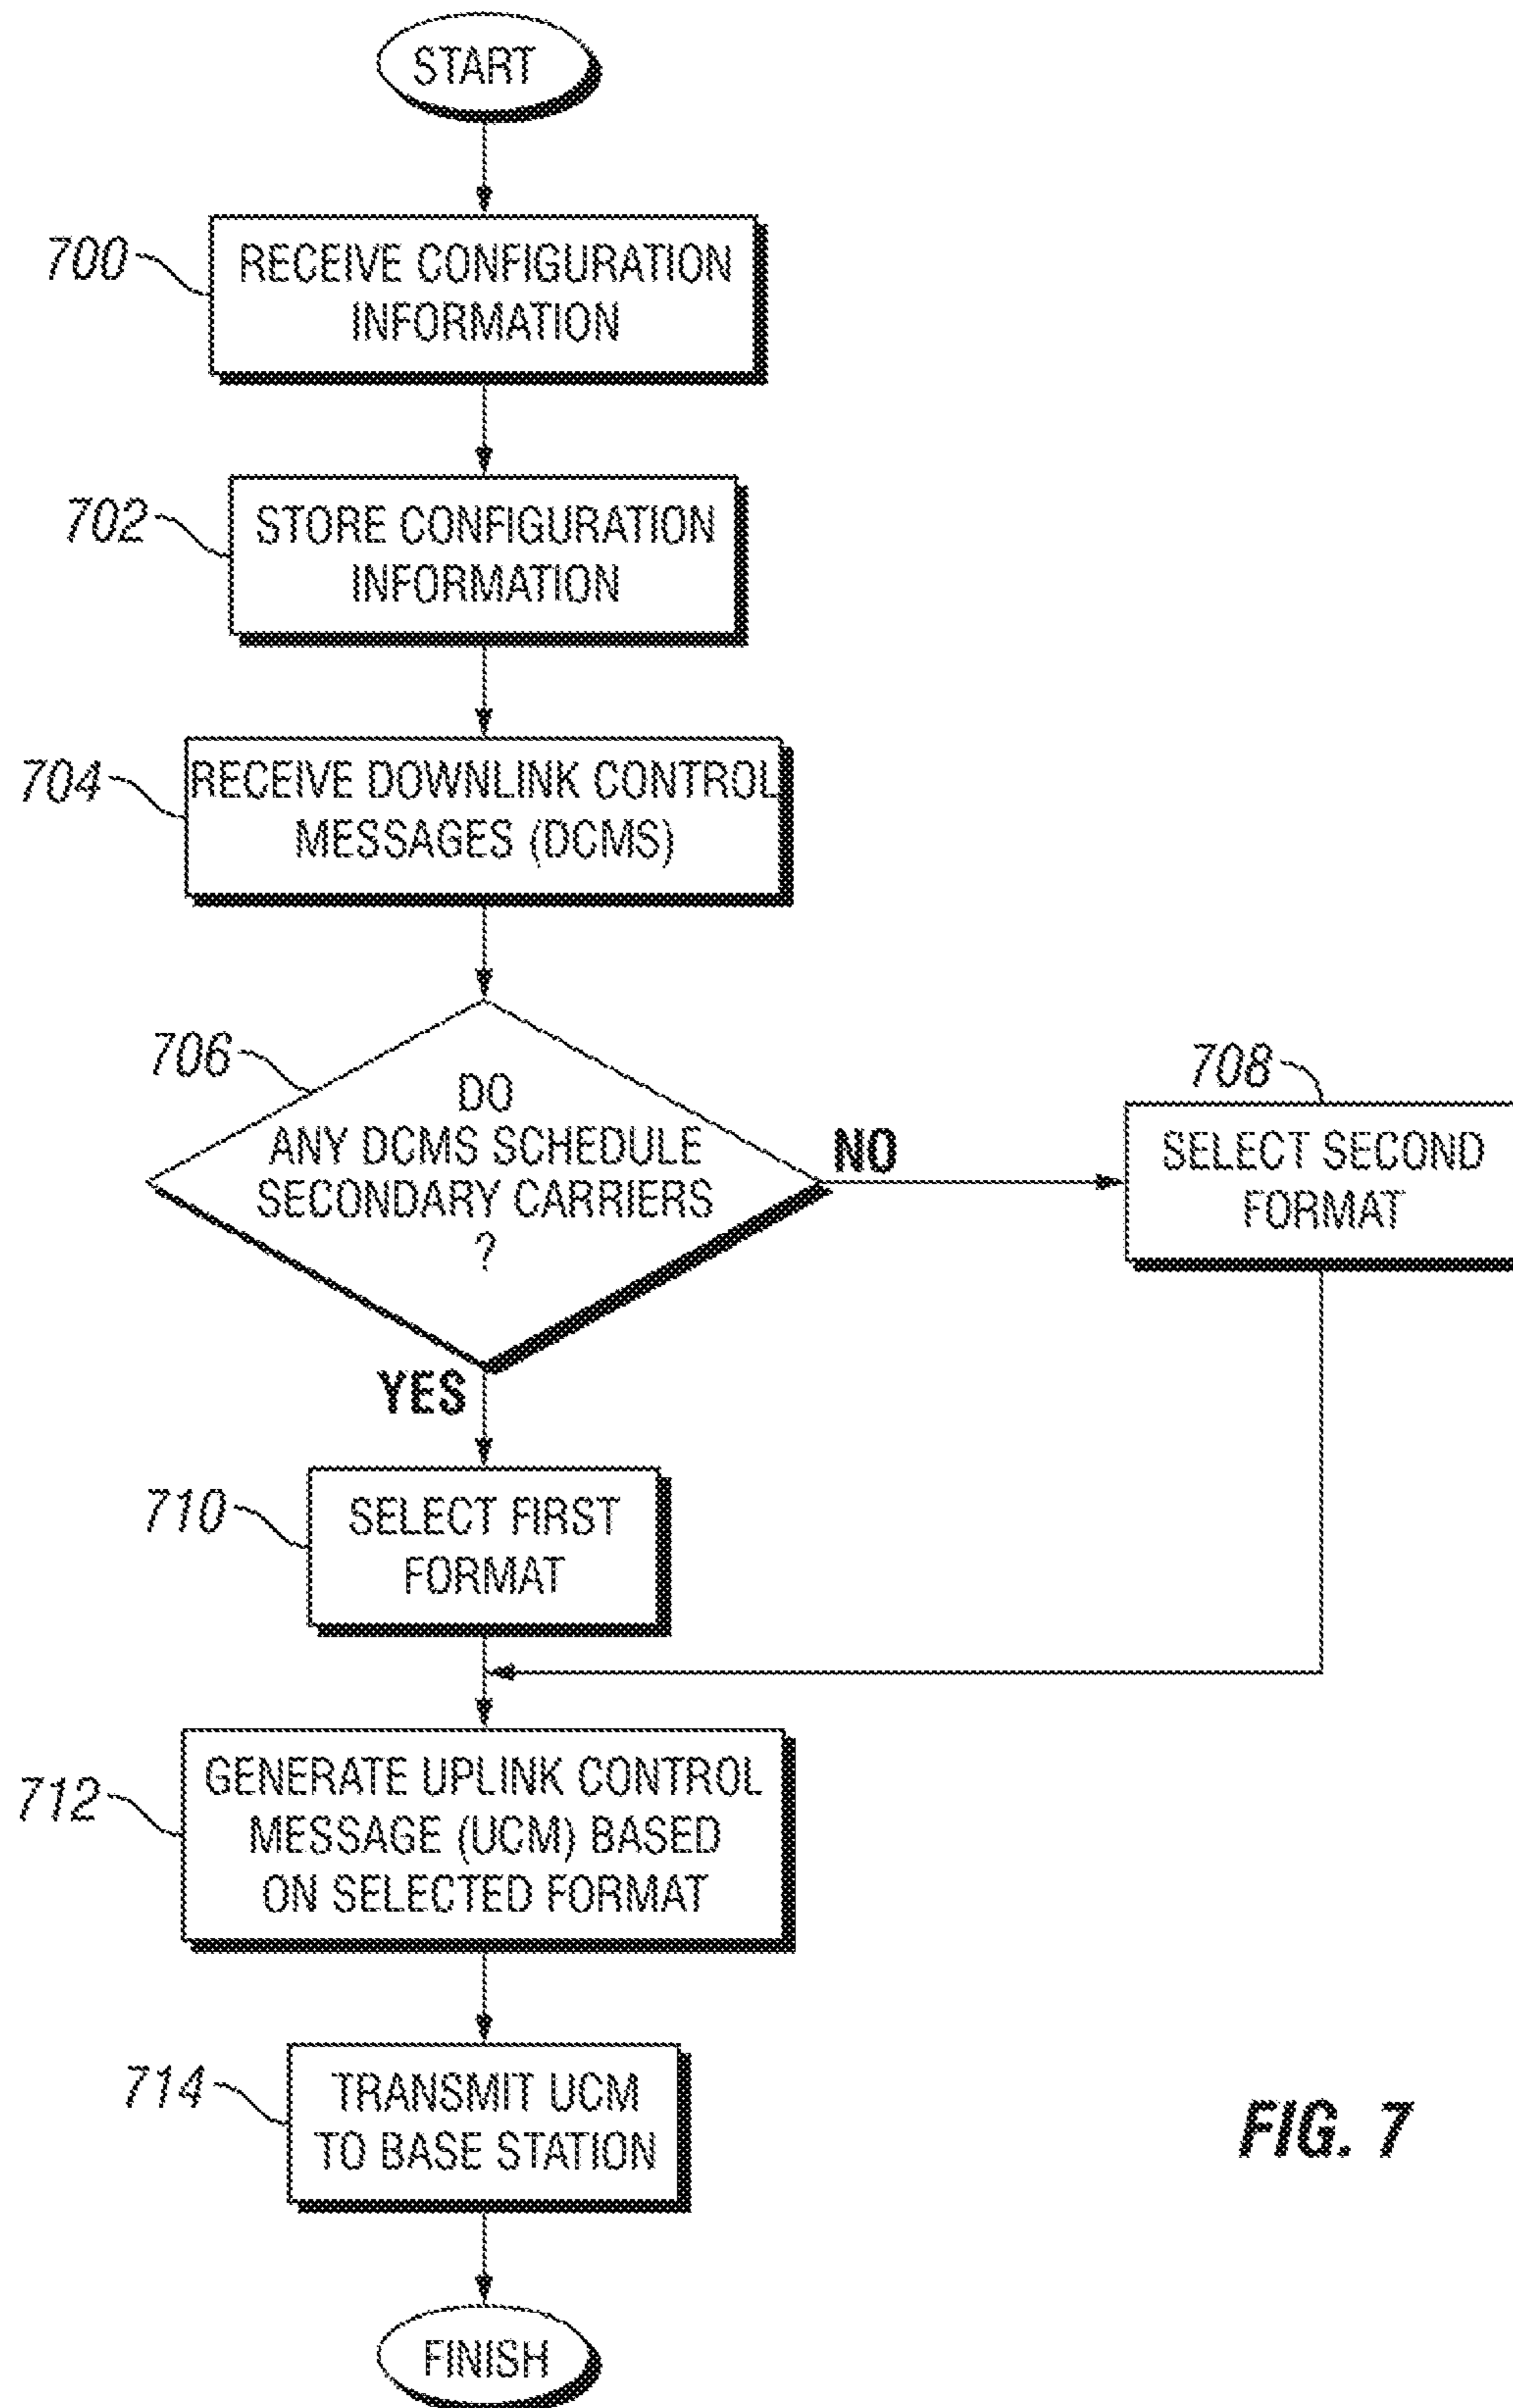 START
700
RECEIVE CONFIGURATION
INFORMATION
702
STORE CONFIGURATION
INFORMATION
704
RECEIVE DOWNLINK CONTROL
MESSAGES (DCMS)
706
DO
ANY DCMS SCHEDULE
SECONDARY CARRIERS
?
NO
708
SELECT SECOND
FORMAT
YES
710
SELECT FIRST
FORMAT
712
GENERATE UPLINK CONTROL
MESSAGE (UCM) BASED
ON SELECTED FORMAT
714
TRANSMIT UCM
TO BASE STATION
FIG. 7
FINISH